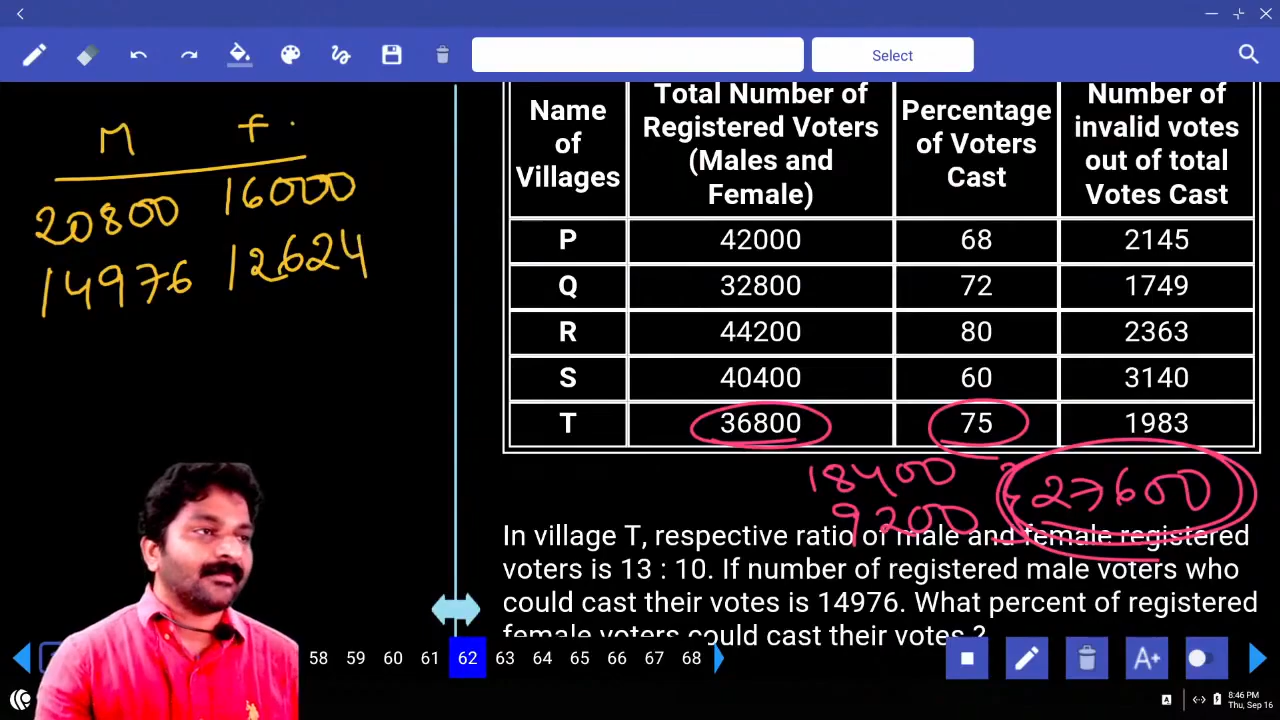 Select
M F
20800 16000
14976 12624
Name of Villages | Total Number of Registered Voters (Males and Female) | Percentage of Voters Cast | Number of invalid votes out of total Votes Cast
P 42000 68 2145
Q 32800 72 1749
R 44200 80 2363
S 40400 60 3140
T 36800 75 1983
18400
9200
27600
In village T, respective ratio of male and female registered
voters is 13 : 10. If number of registered male voters who
could cast their votes is 14976. What percent of registered
female voters could cast their votes ?
58 59 60 61 62 63 64 65 66 67 68
A+
A
8:46 PM
Thu, Sep 16